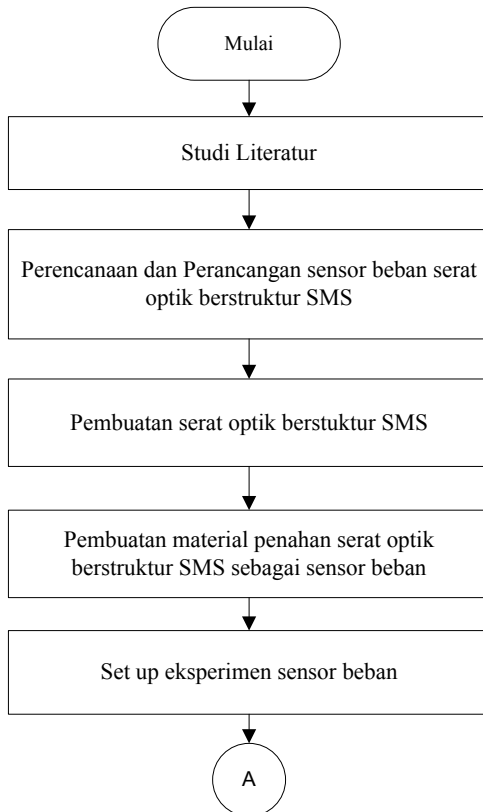 Mulai
Studi Literatur
Perencanaan dan Perancangan sensor beban serat
optik berstruktur SMS
Pembuatan serat optik berstuktur SMS
Pembuatan material penahan serat optik
berstruktur SMS sebagai sensor beban
Set up eksperimen sensor beban
A